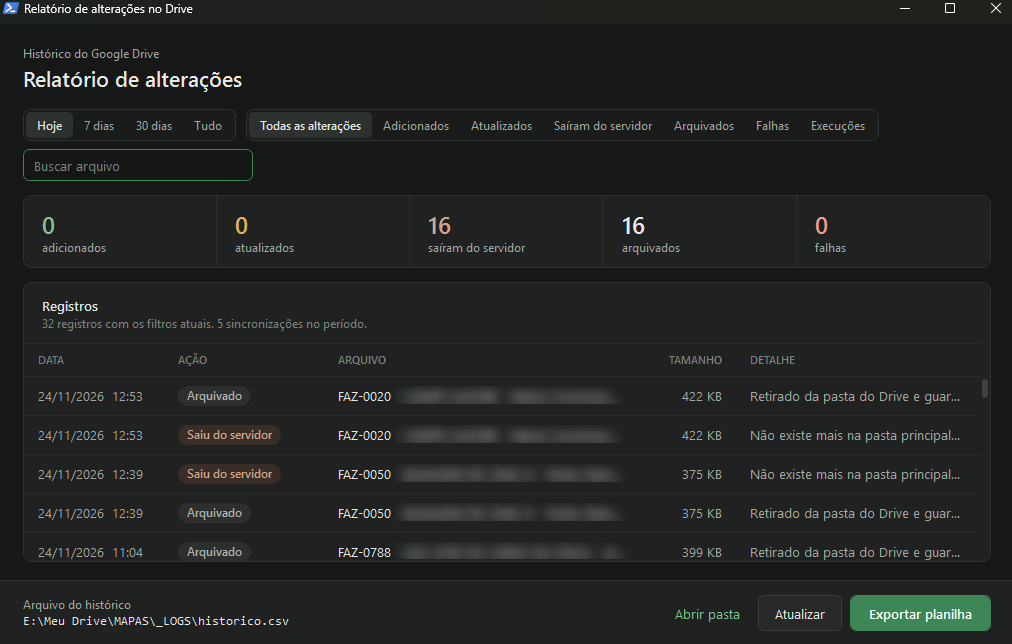 Relatório de alterações no Drive
Histórico do Google Drive
Relatório de alterações
Hoje 7 dias 30 dias Tudo Todas as alterações Adicionados Atualizados Saíram do servidor Arquivados Falhas Execuções
Buscar arquivo
0 0 16 16 0
adicionados atualizados saíram do servidor arquivados falhas
Registros
32 registros com os filtros atuais. 5 sincronizações no período.
DATA AÇÃO ARQUIVO TAMANHO DETALHE
24/11/2026 12:53 Arquivado FAZ-0020 422 KB Retirado da pasta do Drive e guar...
24/11/2026 12:53 Saiu do servidor FAZ-0020 422 KB Não existe mais na pasta principal...
24/11/2026 12:39 Saiu do servidor FAZ-0050 375 KB Não existe mais na pasta principal...
24/11/2026 12:39 Arquivado FAZ-0050 375 KB Retirado da pasta do Drive e guar...
24/11/2026 11:04 Arquivado FAZ-0788 399 KB Retirado da pasta do Drive e guar...
Arquivo do histórico
E:\Meu Drive\MAPAS\_LOGS\historico.csv
Abrir pasta Atualizar Exportar planilha